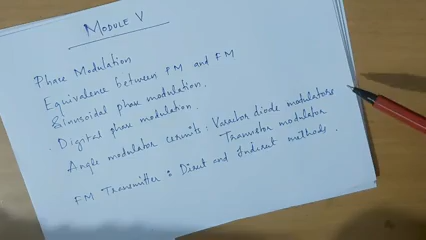 MODULE V
Phase Modulation
Equivalence between PM and FM
Sinusoidal phase modulation.
Digital phase modulation.
Angle modulator circuits: Varactor diode modulators
Transistor modulator
FM Transmitter: Direct and Indirect methods.